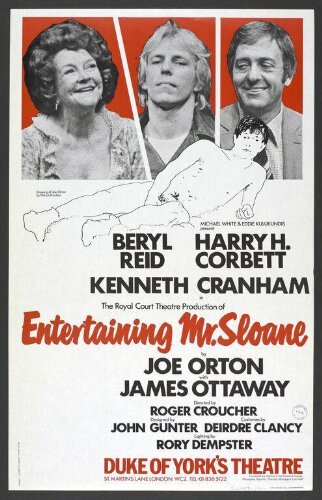 MICHAEL WHITE & EDDIE KULUKUNDIS
present
BERYL HARRY H.
REID CORBETT
KENNETH CRANHAM
in
The Royal Court Theatre Production of
Entertaining Mr. Sloane
by
JOE ORTON
with
JAMES OTTAWAY
Directed by
ROGER CROUCHER
Designed by Costumes by
JOHN GUNTER DEIRDRE CLANCY
Lighting by
RORY DEMPSTER
DUKE OF YORK'S THEATRE
ST. MARTIN'S LANE LONDON WC2. 01 836 5122